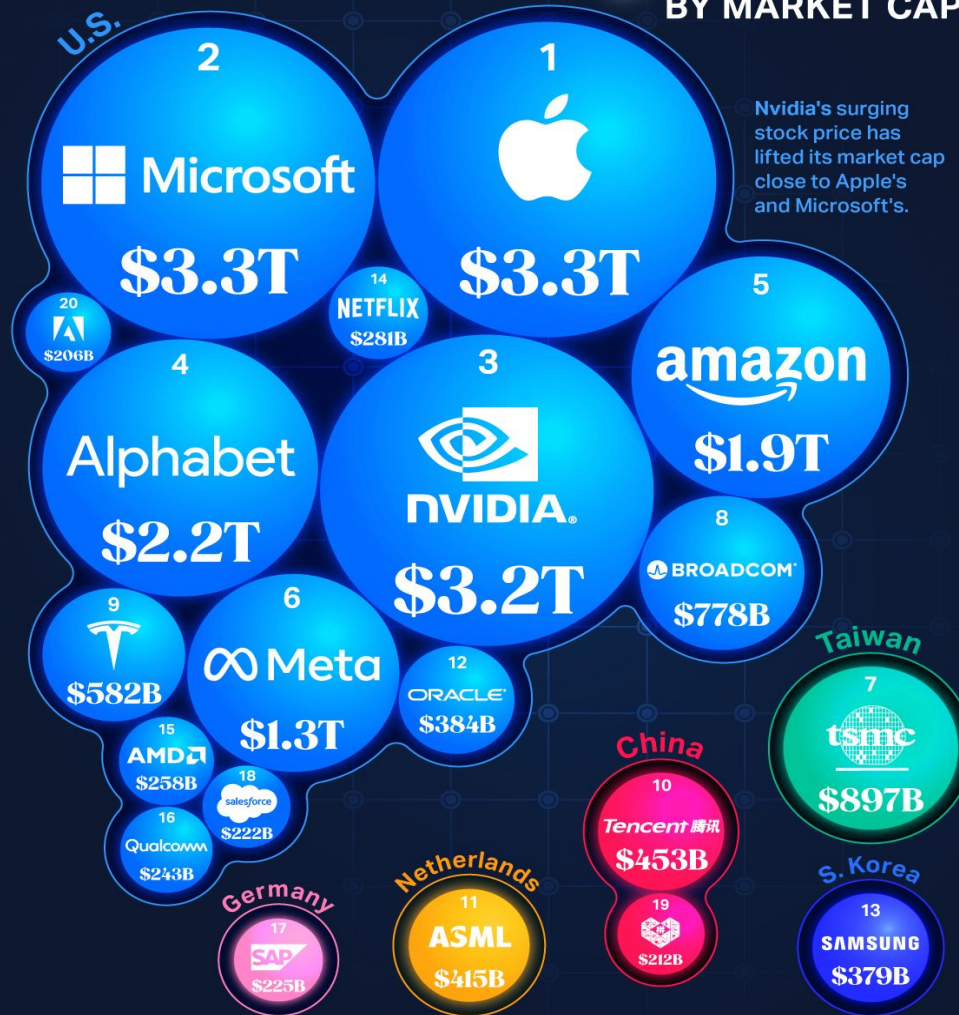 BY MARKET CAP
U.S.
2
Microsoft
$3.3T
1
$3.3T
Nvidia's surging
stock price has
lifted its market cap
close to Apple's
and Microsoft's.
20
$206B
14
NETFLIX
$281B
5
amazon
$1.9T
4
Alphabet
$2.2T
3
NVIDIA.
$3.2T
8
BROADCOM
$778B
9
$582B
6
Meta
$1.3T
12
ORACLE
$384B
15
AMD
$258B
18
salesforce
$222B
16
Qualcomm
$243B
Taiwan
7
tsmc
$897B
China
10
Tencent 腾讯
$453B
19
$212B
Germany
17
SAP
$225B
Netherlands
11
ASML
$415B
S. Korea
13
SAMSUNG
$379B